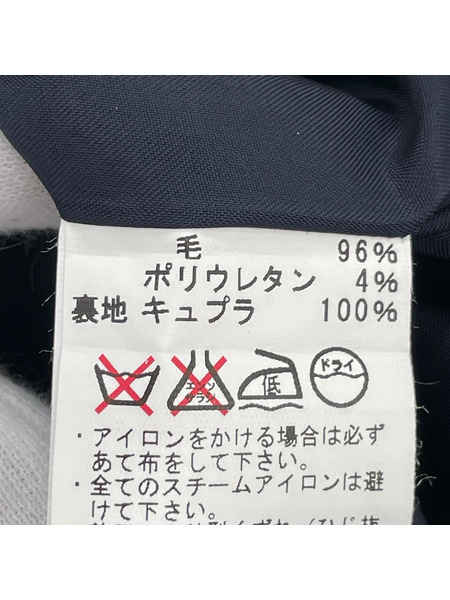 毛 96%
ポリウレタン 4%
裏地 キュプラ 100%
エンソ サラシ 低 ドライ
・アイロンをかける場合は必ず
あて布をして下さい。
・全てのスチームアイロンは避
けて下さい。